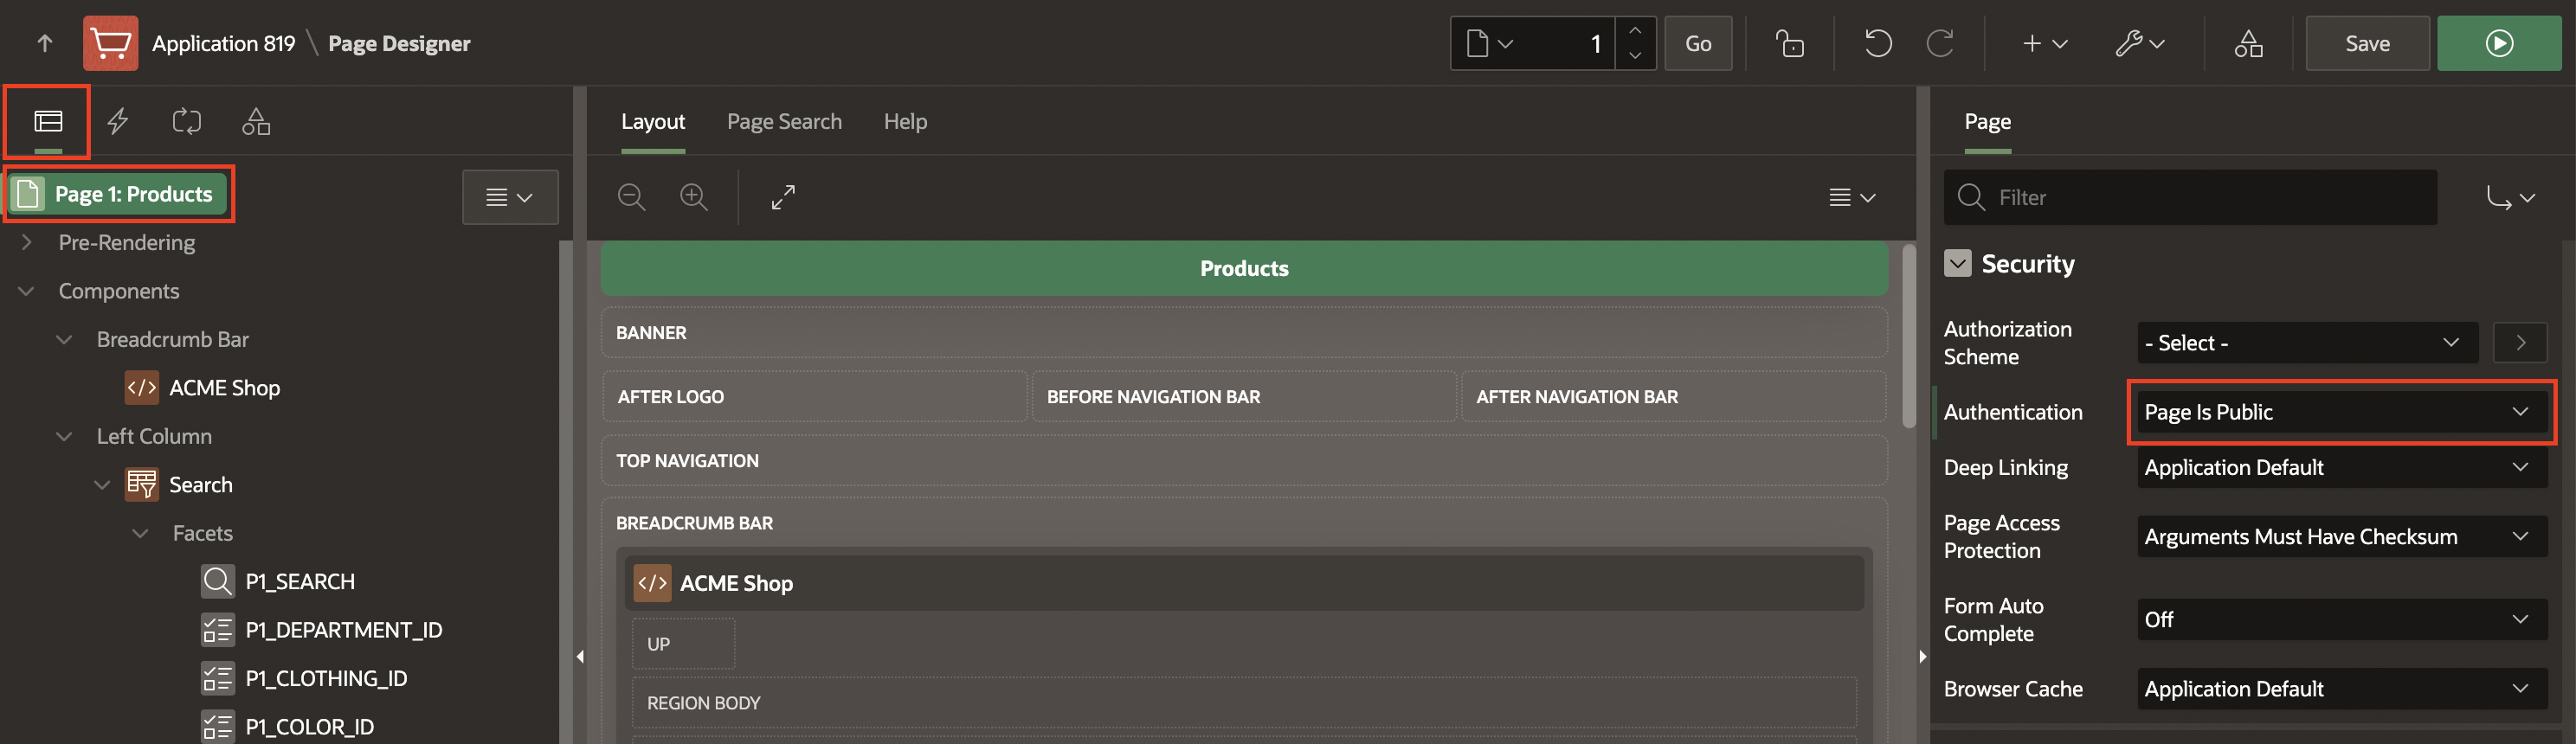 Application 819 \ Page Designer
1
Go
Save
Page 1: Products
Pre-Rendering
Components
Breadcrumb Bar
ACME Shop
Left Column
Search
Facets
P1_SEARCH
P1_DEPARTMENT_ID
P1_CLOTHING_ID
P1_COLOR_ID
Layout Page Search Help
Products
BANNER
AFTER LOGO
BEFORE NAVIGATION BAR
AFTER NAVIGATION BAR
TOP NAVIGATION
BREADCRUMB BAR
ACME Shop
UP
REGION BODY
Page
Filter
Security
Authorization
Scheme
- Select -
Authentication
Page Is Public
Deep Linking
Application Default
Page Access
Protection
Arguments Must Have Checksum
Form Auto
Complete
Off
Browser Cache
Application Default